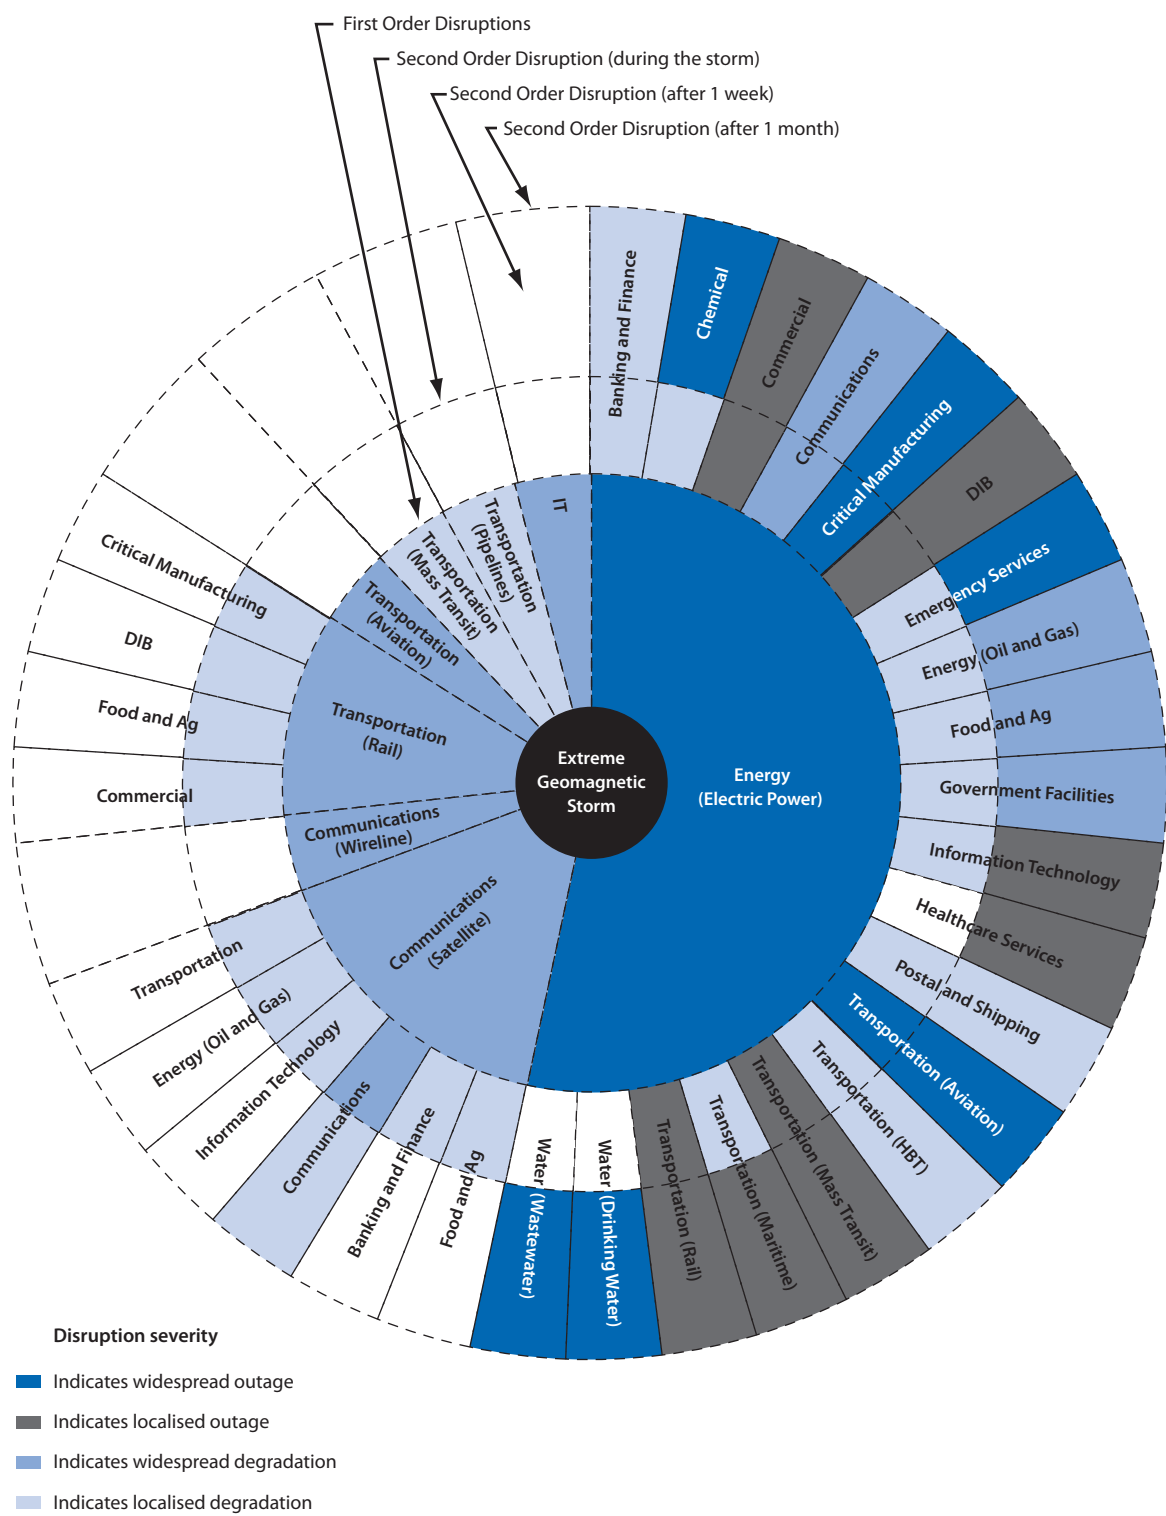 First Order Disruptions
Second Order Disruption (during the storm)
Second Order Disruption (after 1 week)
Second Order Disruption (after 1 month)
Banking and Finance
Chemical
Commercial
Communications
Critical Manufacturing
DIB
Emergency Services
Energy (Oil and Gas)
Food and Ag
Government Facilities
Information Technology
Healthcare Services
Postal and Shipping
Transportation (Aviation)
Transportation (HBT)
Transportation (Mass Transit)
Transportation (Maritime)
Transportation (Rail)
Water (Drinking Water)
Water (Wastewater)
Food and Ag
Banking and Finance
Communications
Information Technology
Energy (Oil and Gas)
Transportation
Commercial
Food and Ag
DIB
Critical Manufacturing
IT
Transportation
(Pipelines)
Transportation
(Mass Transit)
Transportation
(Aviation)
Transportation
(Rail)
Communications
(Wireline)
Communications
(Satellite)
Energy
(Electric Power)
Extreme
Geomagnetic
Storm
Disruption severity
Indicates widespread outage
Indicates localised outage
Indicates widespread degradation
Indicates localised degradation